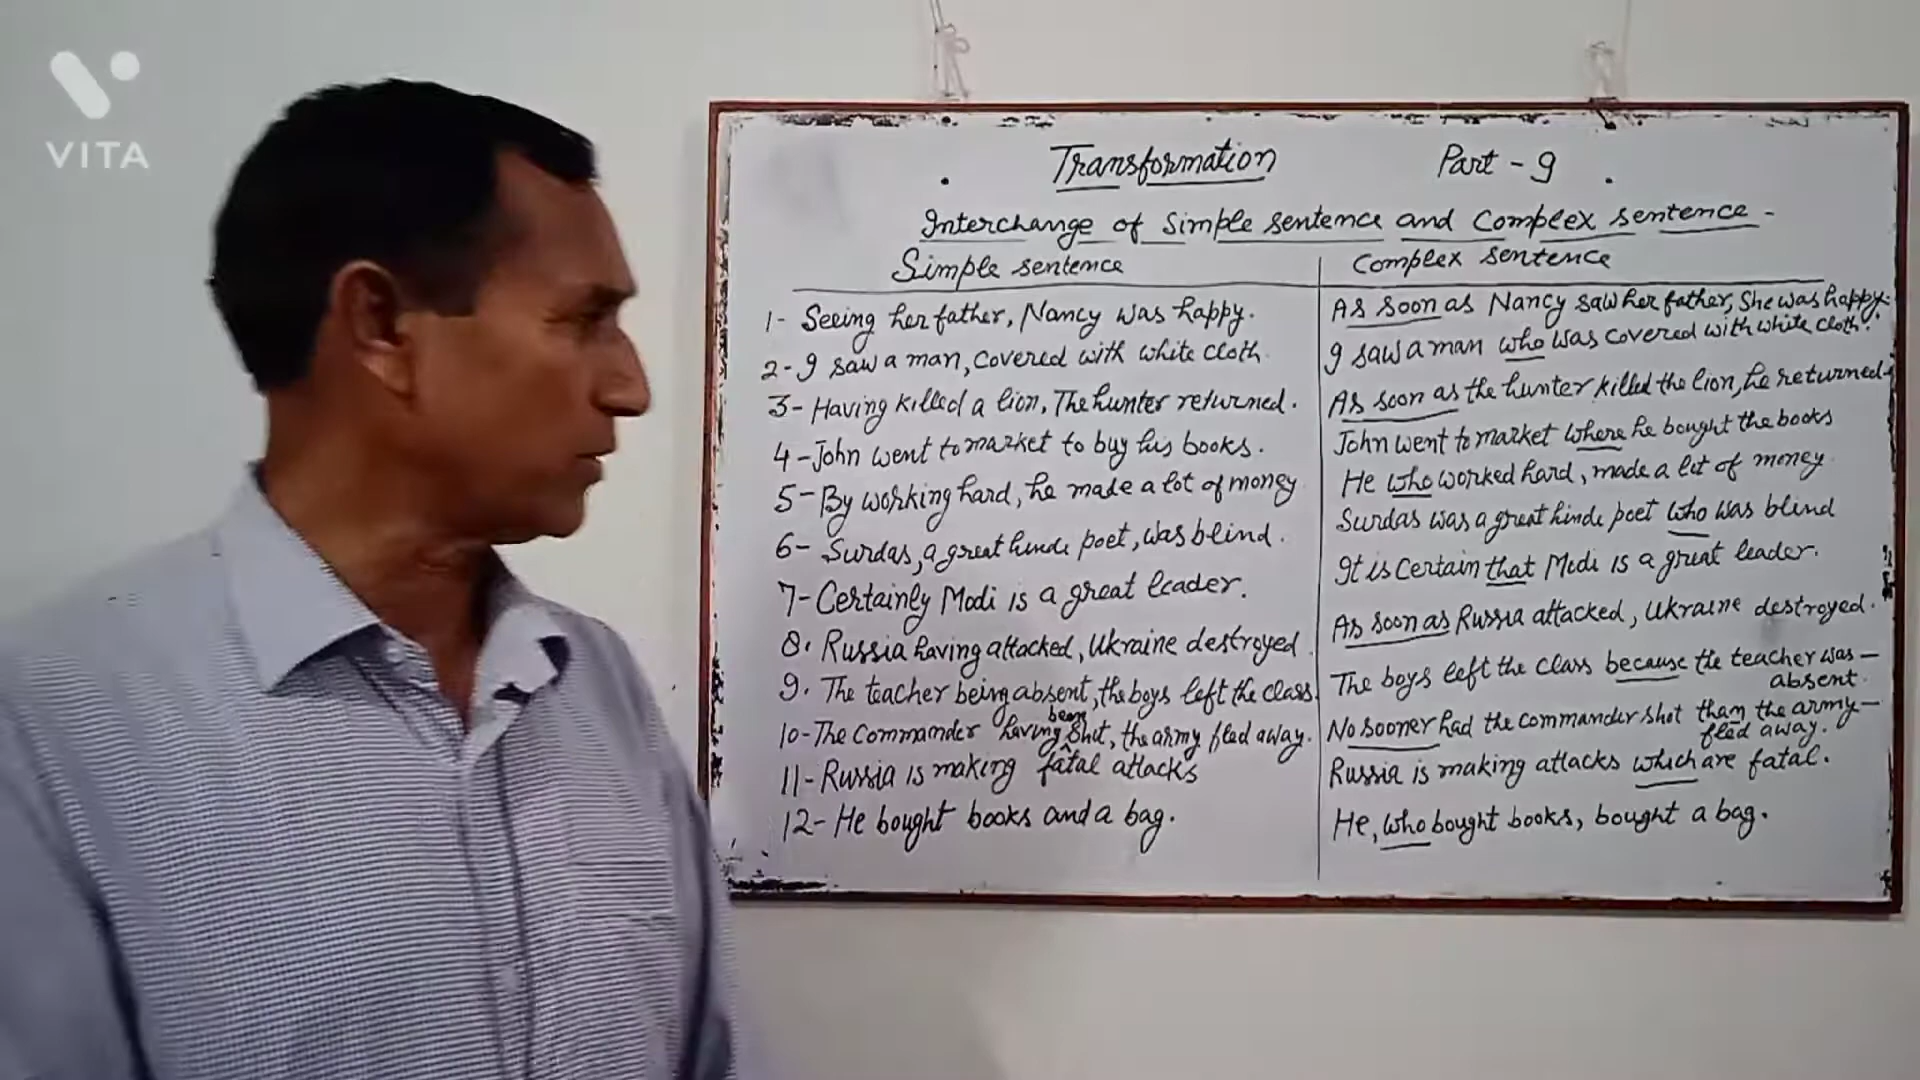 VITA
Transformation Part - 9
Interchange of Simple sentence and Complex sentence -
Simple sentence
Complex sentence
1- Seeing her father, Nancy was happy.
As soon as Nancy saw her father, She was happy.
2- I saw a man, covered with white cloth.
I saw a man who was covered with white cloth.
3- Having killed a lion, The hunter returned.
As soon as the hunter killed the lion, he returned.
4- John went to market to buy his books.
John went to market where he bought the books
5- By working hard, he made a lot of money
He who worked hard, made a lot of money
6- Surdas, a great hindi poet, was blind.
Surdas was a great hindi poet who was blind
7- Certainly Modi is a great leader.
It is Certain that Modi is a great leader.
8. Russia having attacked, Ukraine destroyed
As soon as Russia attacked, Ukraine destroyed.
9. The teacher being absent, the boys left the class.
The boys left the class because the teacher was -
absent.
10- The Commander having been shot, the army fled away.
No sooner had the commander shot than the army -
fled away.
11- Russia is making fatal attacks
Russia is making attacks which are fatal.
12- He bought books and a bag.
He, who bought books, bought a bag.